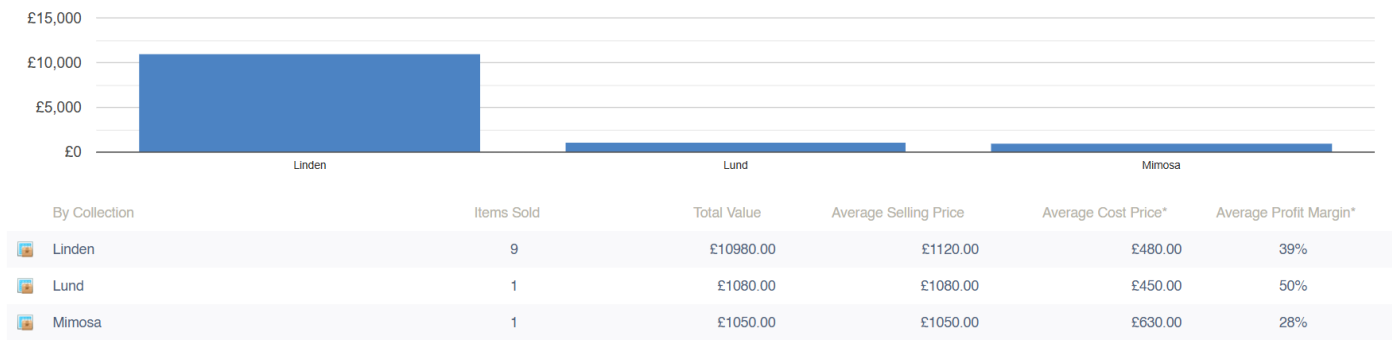 £15,000
£10,000
£5,000
£0
Linden Lund Mimosa
By Collection Items Sold Total Value Average Selling Price Average Cost Price* Average Profit Margin*
Linden 9 £10980.00 £1120.00 £480.00 39%
Lund 1 £1080.00 £1080.00 £450.00 50%
Mimosa 1 £1050.00 £1050.00 £630.00 28%